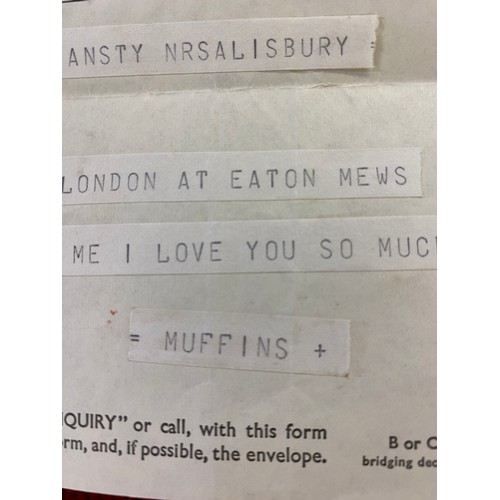 ANSTY NRSALISBURY =
LONDON AT EATON MEWS
ME I LOVE YOU SO MUCH
= MUFFINS +
QUIRY" or call, with this form
rm, and, if possible, the envelope.
B or C
bridging dec